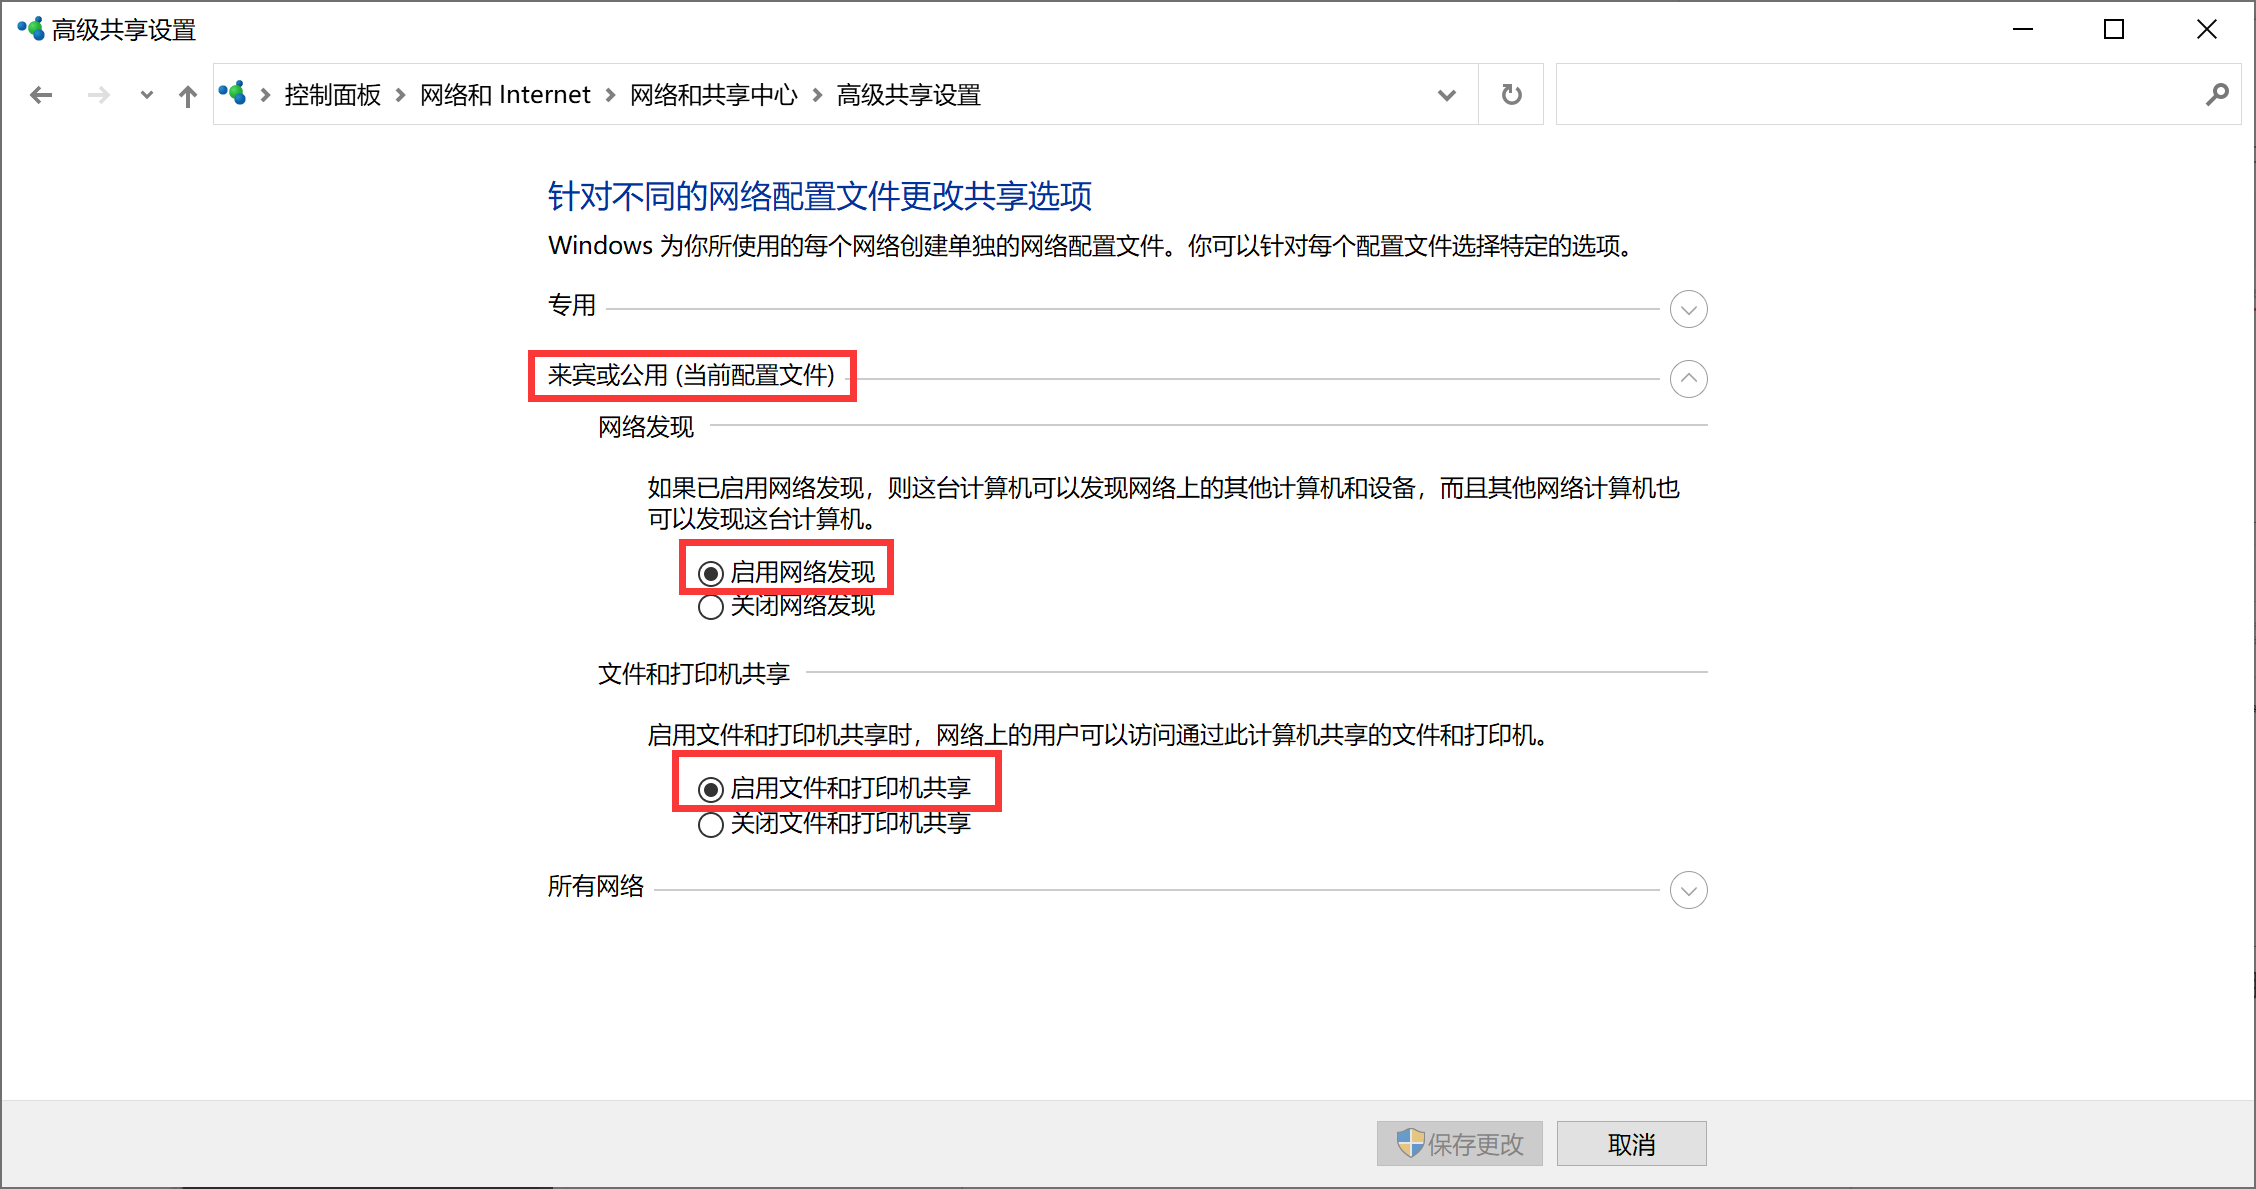 高级共享设置
控制面板 网络和 Internet 网络和共享中心 高级共享设置
针对不同的网络配置文件更改共享选项
Windows 为你所使用的每个网络创建单独的网络配置文件。你可以针对每个配置文件选择特定的选项。
专用
来宾或公用 (当前配置文件)
网络发现
如果已启用网络发现，则这台计算机可以发现网络上的其他计算机和设备，而且其他网络计算机也
可以发现这台计算机。
启用网络发现
关闭网络发现
文件和打印机共享
启用文件和打印机共享时，网络上的用户可以访问通过此计算机共享的文件和打印机。
启用文件和打印机共享
关闭文件和打印机共享
所有网络
保存更改 取消